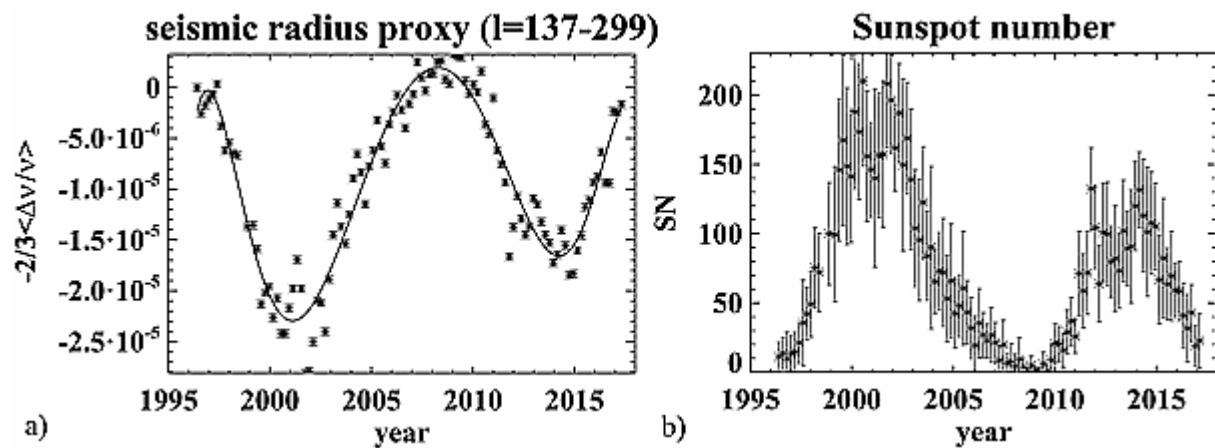 seismic radius proxy (l=137-299)
0
-5.0·10⁻⁶
-1.0·10⁻⁵
-1.5·10⁻⁵
-2.0·10⁻⁵
-2.5·10⁻⁵
-2/3<Δν/ν>
1995 2000 2005 2010 2015
year
a)
Sunspot number
200
150
100
50
0
SN
1995 2000 2005 2010 2015
year
b)